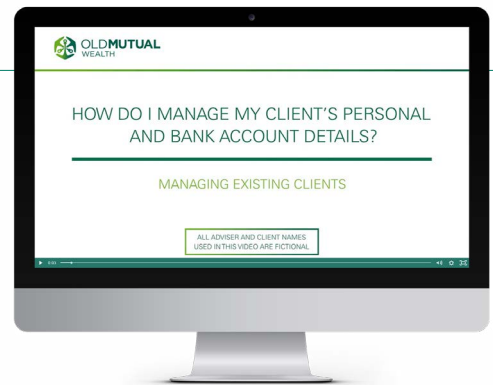 OLDMUTUAL
WEALTH
HOW DO I MANAGE MY CLIENT'S PERSONAL
AND BANK ACCOUNT DETAILS?
MANAGING EXISTING CLIENTS
ALL ADVISER AND CLIENT NAMES
USED IN THIS VIDEO ARE FICTIONAL